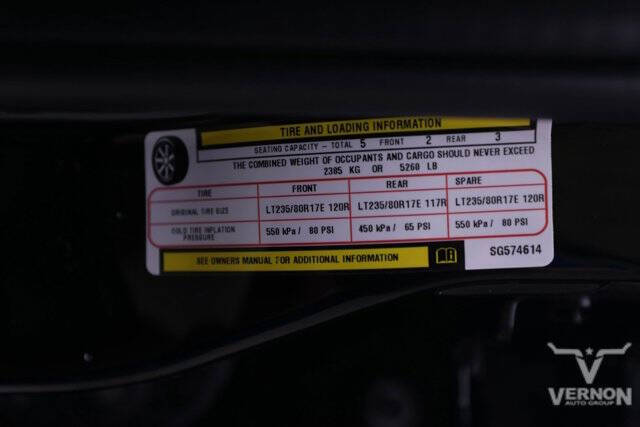 TIRE AND LOADING INFORMATION
SEATING CAPACITY - TOTAL 5 FRONT 2 REAR 3
THE COMBINED WEIGHT OF OCCUPANTS AND CARGO SHOULD NEVER EXCEED
2385 KG OR 5260 LB
TIRE FRONT REAR SPARE
ORIGINAL TIRE SIZE LT235/80R17E 120R LT235/80R17E 117R LT235/80R17E 120R
COLD TIRE INFLATION PRESSURE 550 kPa / 80 PSI 450 kPa / 65 PSI 550 kPa / 80 PSI
SEE OWNERS MANUAL FOR ADDITIONAL INFORMATION
SG574614
VERNON
AUTO GROUP